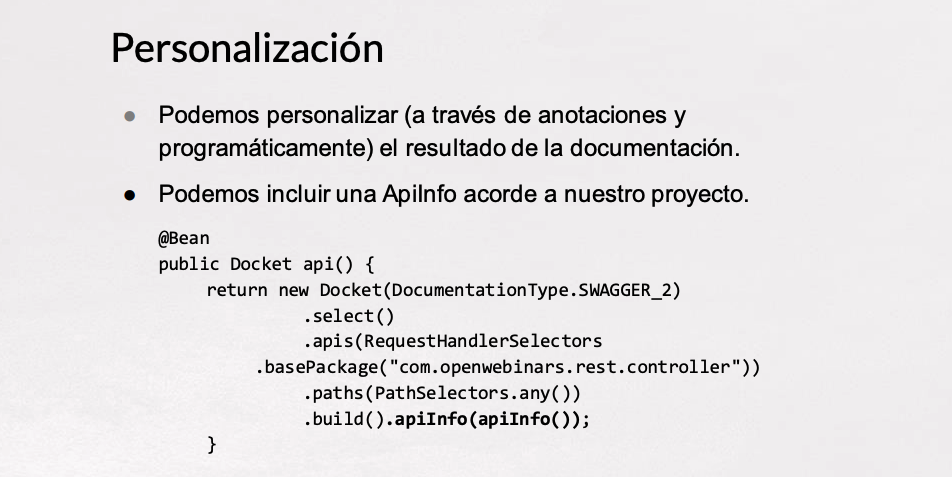 Personalización
● Podemos personalizar (a través de anotaciones y
programáticamente) el resultado de la documentación.
● Podemos incluir una ApiInfo acorde a nuestro proyecto.
@Bean
public Docket api() {
return new Docket(DocumentationType.SWAGGER_2)
.select()
.apis(RequestHandlerSelectors
.basePackage("com.openwebinars.rest.controller"))
.paths(PathSelectors.any())
.build().apiInfo(apiInfo());
}